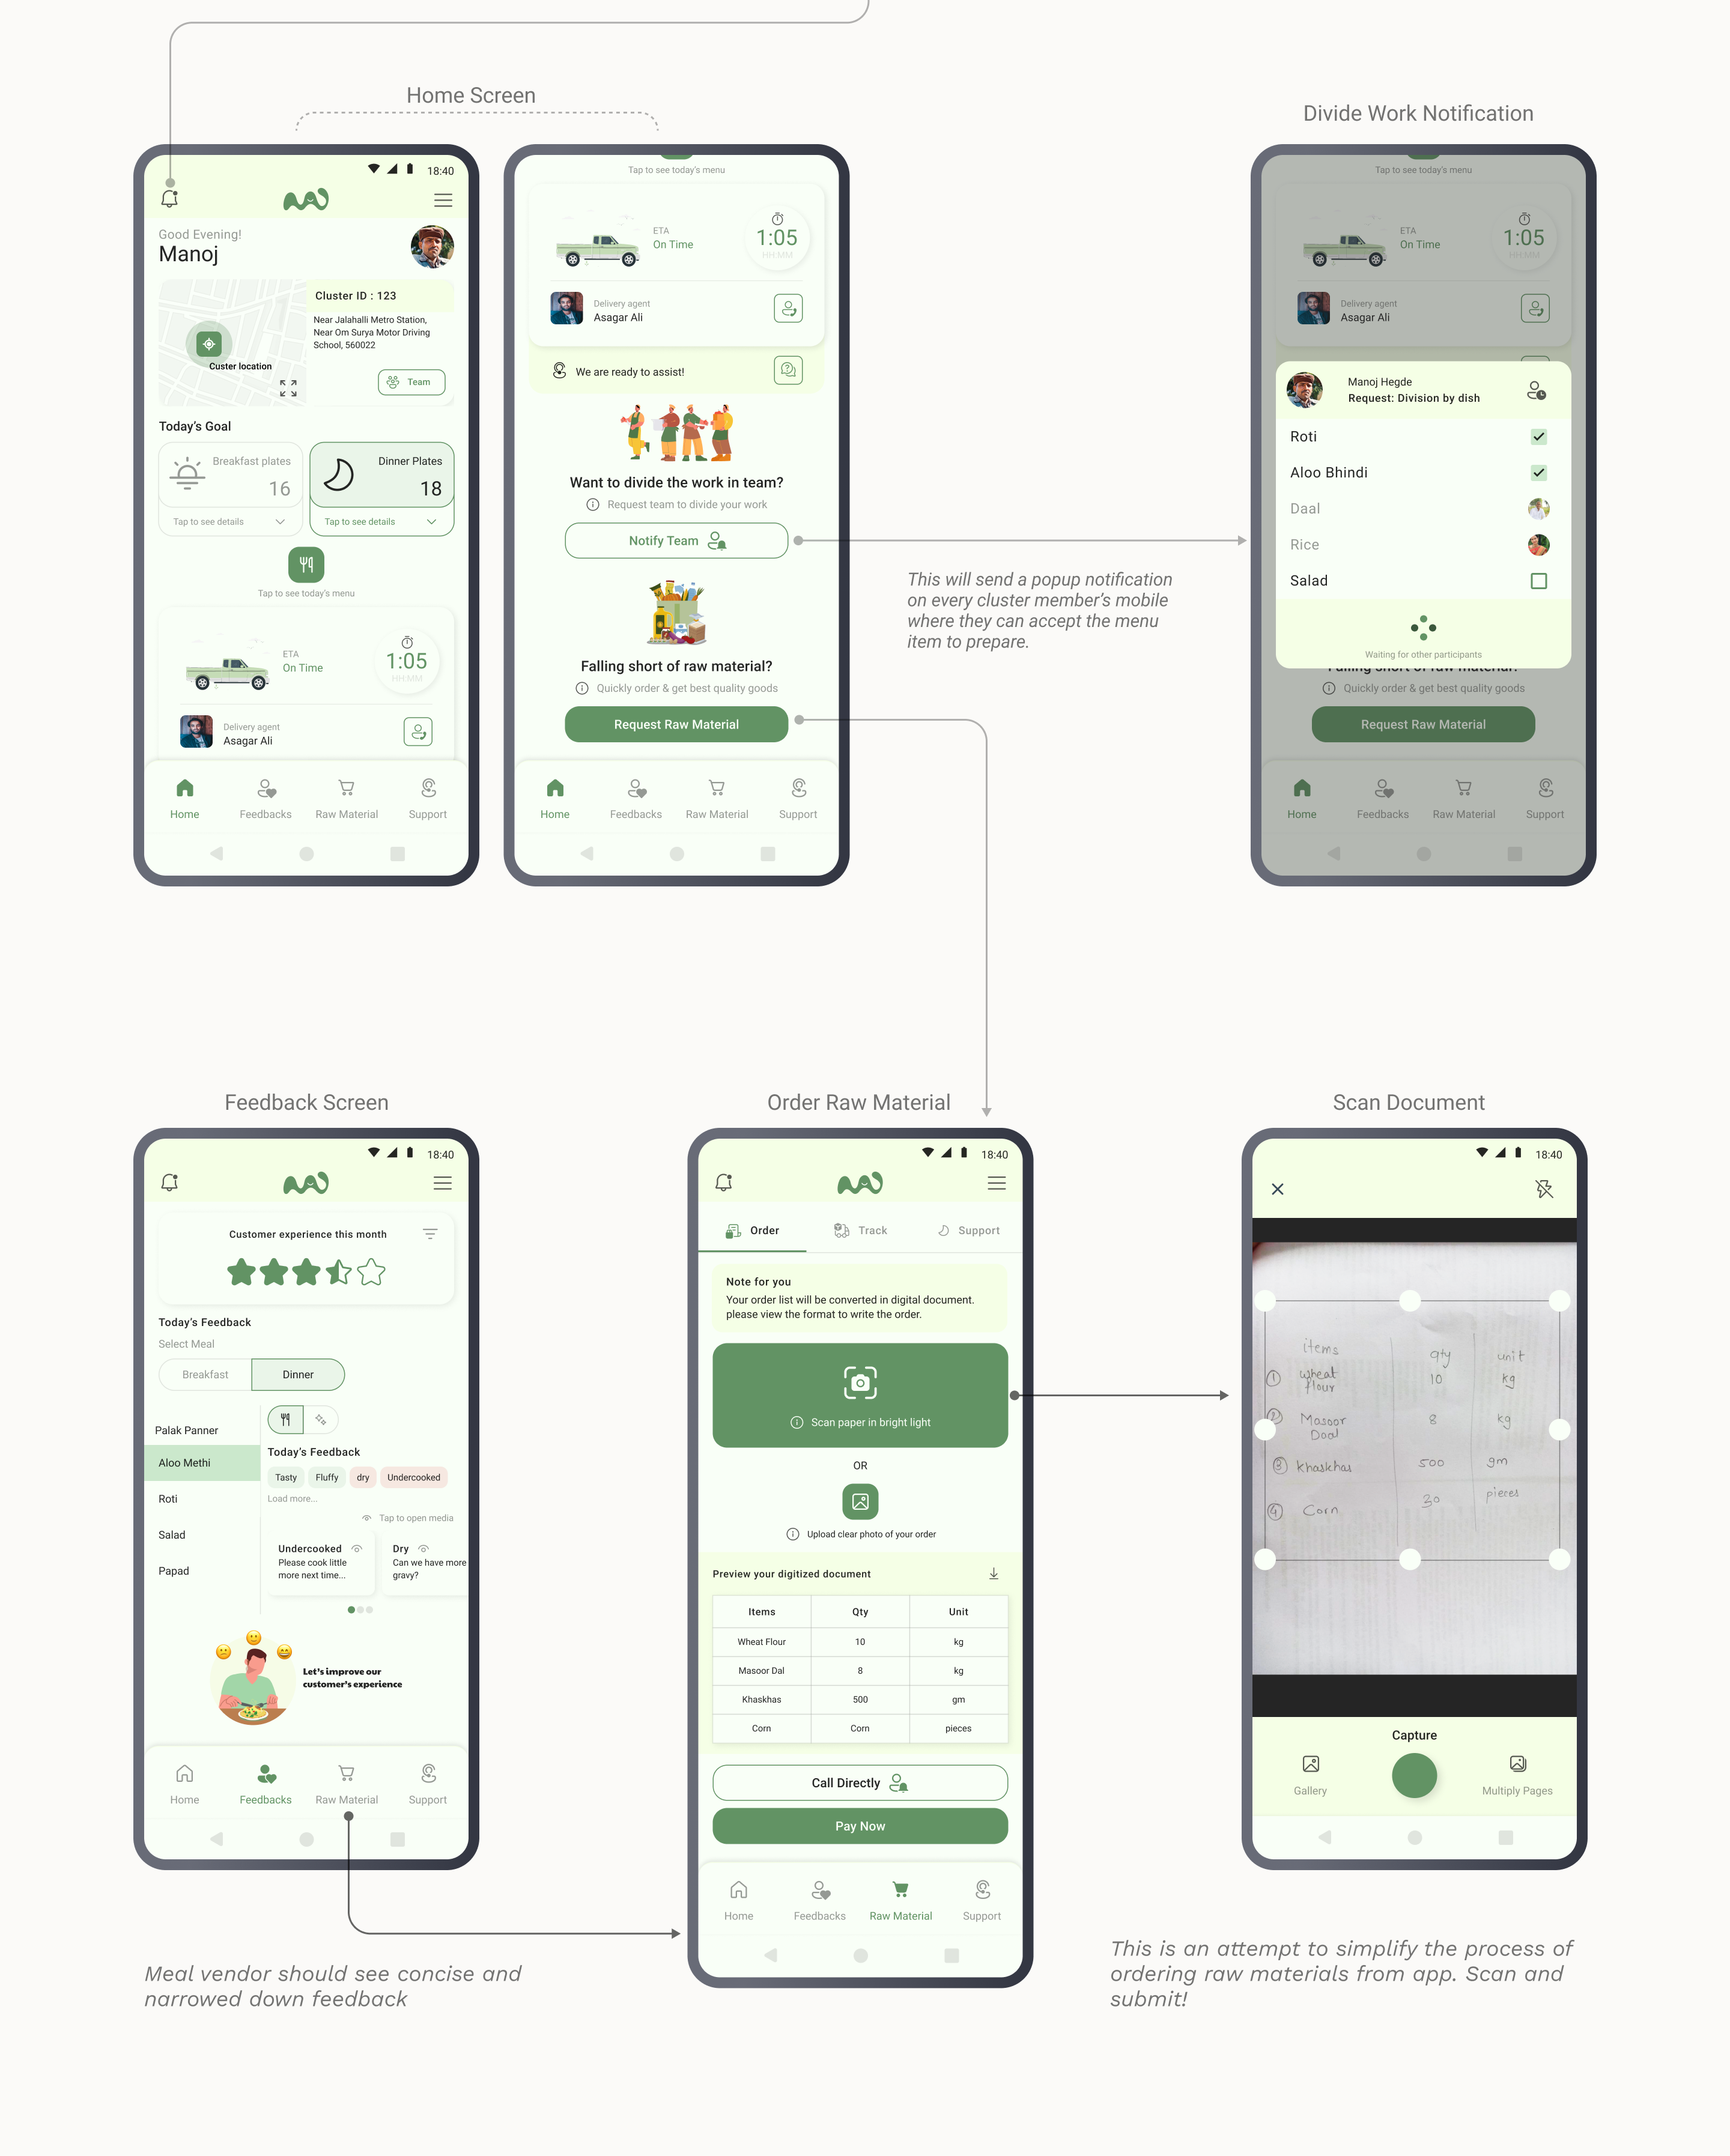 Home Screen
Divide Work Notification
18:40
Good Evening!
Manoj
Cluster ID : 123
Near Jalahalli Metro Station,
Near Om Surya Motor Driving
School, 560022
Custer location
Team
Today's Goal
Breakfast plates
16
Tap to see details
Dinner Plates
18
Tap to see details
Tap to see today's menu
ETA
On Time
1:05
HH:MM
Delivery agent
Asagar Ali
Home
Feedbacks
Raw Material
Support
Tap to see today's menu
ETA
On Time
1:05
HH:MM
Delivery agent
Asagar Ali
We are ready to assist!
Want to divide the work in team?
Request team to divide your work
Notify Team
Falling short of raw material?
Quickly order & get best quality goods
Request Raw Material
Home
Feedbacks
Raw Material
Support
This will send a popup notification
on every cluster member's mobile
where they can accept the menu
item to prepare.
Tap to see today's menu
ETA
On Time
1:05
HH:MM
Delivery agent
Asagar Ali
Manoj Hegde
Request: Division by dish
Roti
Aloo Bhindi
Daal
Rice
Salad
Waiting for other participants
Falling short of raw material?
Quickly order & get best quality goods
Request Raw Material
Home
Feedbacks
Raw Material
Support
Feedback Screen
Order Raw Material
Scan Document
18:40
Customer experience this month
Today's Feedback
Select Meal
Breakfast
Dinner
Palak Panner
Aloo Methi
Roti
Salad
Papad
Today's Feedback
Tasty
Fluffy
dry
Undercooked
Load more...
Tap to open media
Undercooked
Please cook little
more next time...
Dry
Can we have more
gravy?
Let's improve our
customer's experience
Home
Feedbacks
Raw Material
Support
Meal vendor should see concise and
narrowed down feedback
18:40
Order
Track
Support
Note for you
Your order list will be converted in digital document.
please view the format to write the order.
Scan paper in bright light
OR
Upload clear photo of your order
Preview your digitized document
Items Qty Unit
Wheat Flour 10 kg
Masoor Dal 8 kg
Khaskhas 500 gm
Corn Corn pieces
Call Directly
Pay Now
Home
Feedbacks
Raw Material
Support
18:40
items qty unit
1 wheat flour 10 kg
2 Masoor Daal 8 kg
3 Khaskhas 500 gm
4 Corn 30 pieces
Capture
Gallery
Multiply Pages
This is an attempt to simplify the process of
ordering raw materials from app. Scan and
submit!